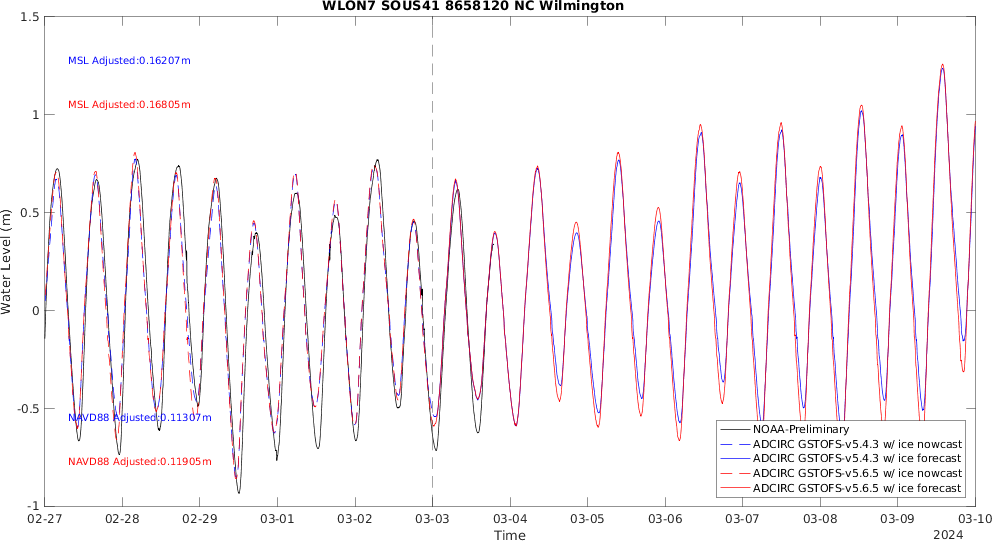 WLON7 SOUS41 8658120 NC Wilmington
1.5
1
0.5
0
-0.5
-1
Water Level (m)
MSL Adjusted:0.16207m
MSL Adjusted:0.16805m
NAVD88 Adjusted:0.11307m
NAVD88 Adjusted:0.11905m
NOAA-Preliminary
ADCIRC GSTOFS-v5.4.3 w/ ice nowcast
ADCIRC GSTOFS-v5.4.3 w/ ice forecast
ADCIRC GSTOFS-v5.6.5 w/ ice nowcast
ADCIRC GSTOFS-v5.6.5 w/ ice forecast
02-27 02-28 02-29 03-01 03-02 03-03 03-04 03-05 03-06 03-07 03-08 03-09 03-10
Time
2024